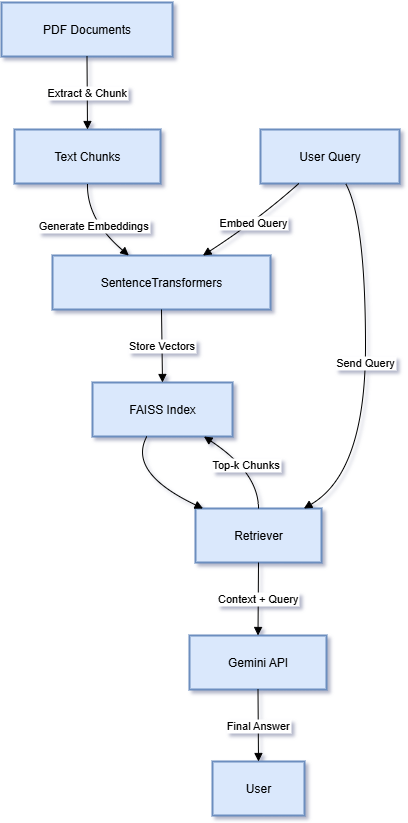 PDF Documents
Extract & Chunk
Text Chunks
User Query
Generate Embeddings
Embed Query
SentenceTransformers
Store Vectors
Send Query
FAISS Index
Top-k Chunks
Retriever
Context + Query
Gemini API
Final Answer
User